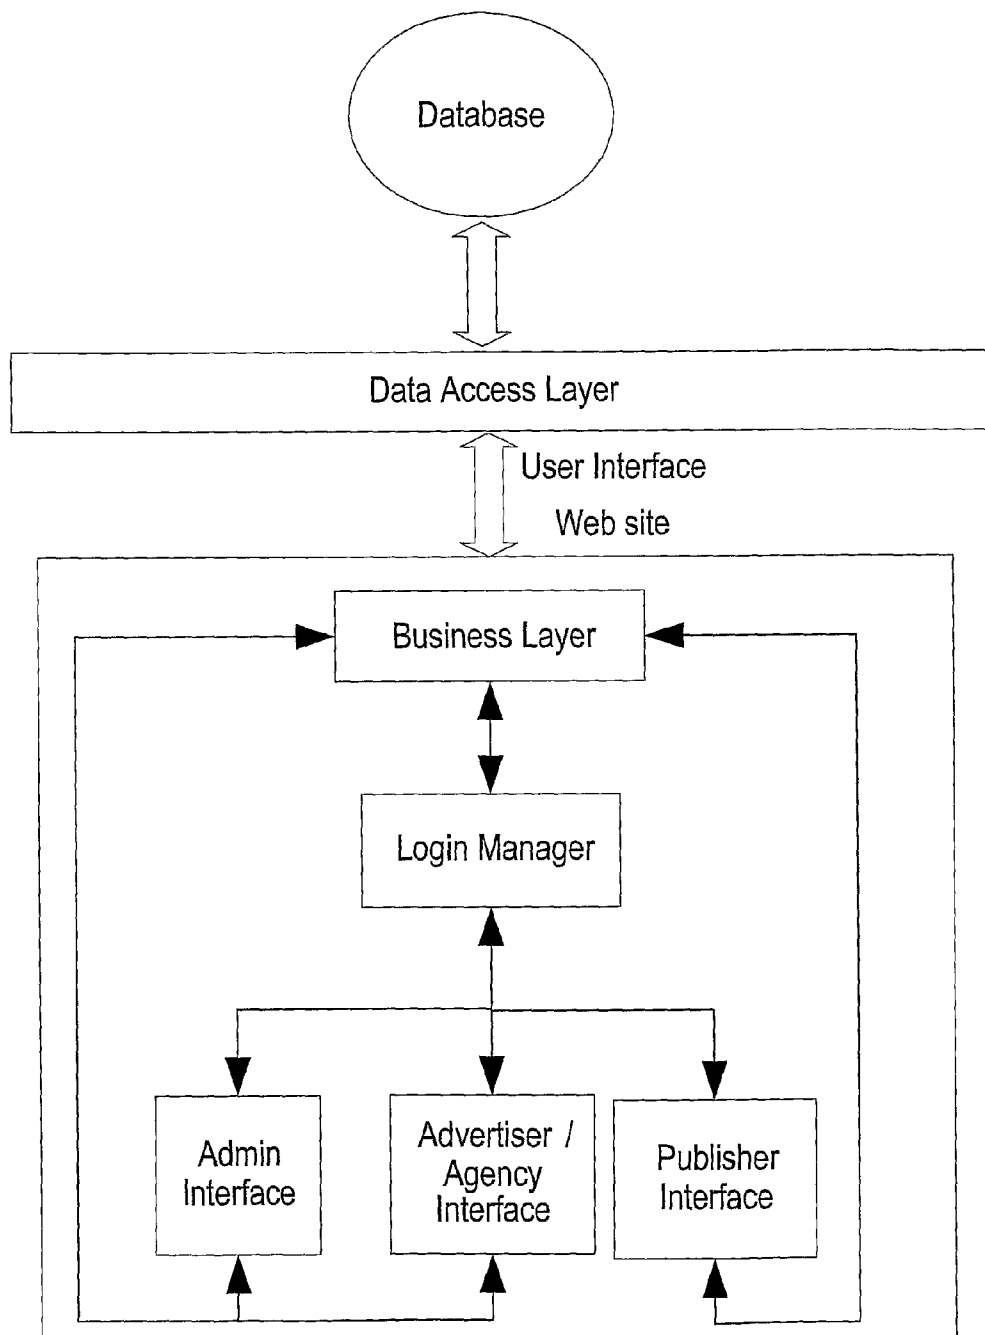 Database
Data Access Layer
User Interface
Web site
Business Layer
Login Manager
Admin
Interface
Advertiser /
Agency
Interface
Publisher
Interface